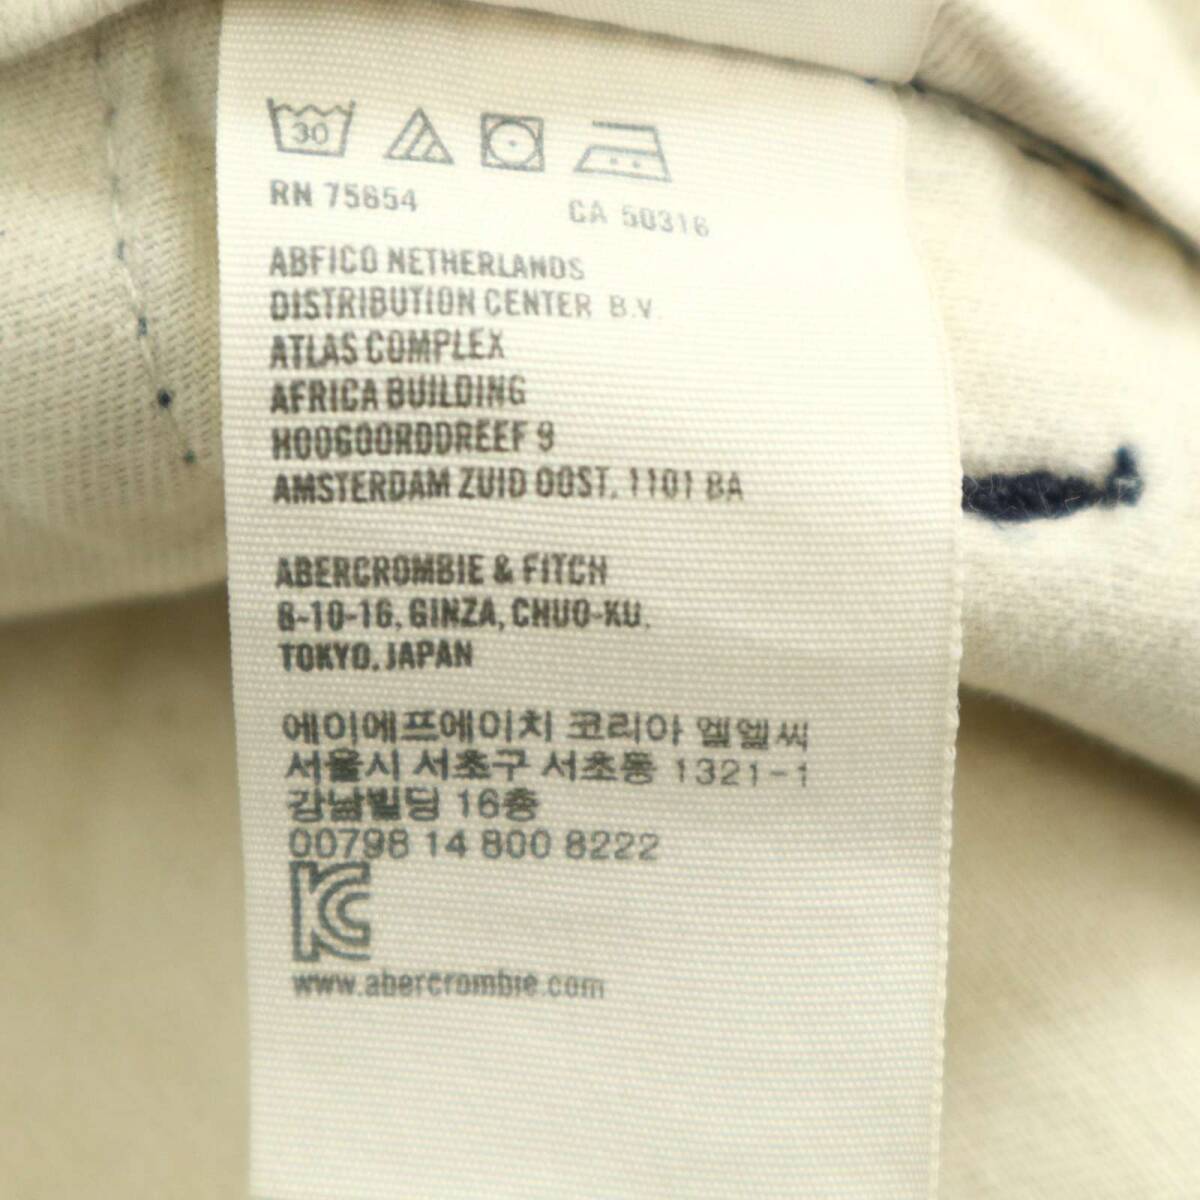 30
RN 75654 CA 50316
ABFICO NETHERLANDS
DISTRIBUTION CENTER B.V.
ATLAS COMPLEX
AFRICA BUILDING
HOOGOORDDREEF 9
AMSTERDAM ZUID OOST, 1101 BA
ABERCROMBIE & FITCH
6-10-16, GINZA, CHUO-KU,
TOKYO, JAPAN
에이에프에이치 코리아 엘엘씨
서울시 서초구 서초동 1321-1
강남빌딩 16층
00798 14 800 8222
KC
www.abercrombie.com